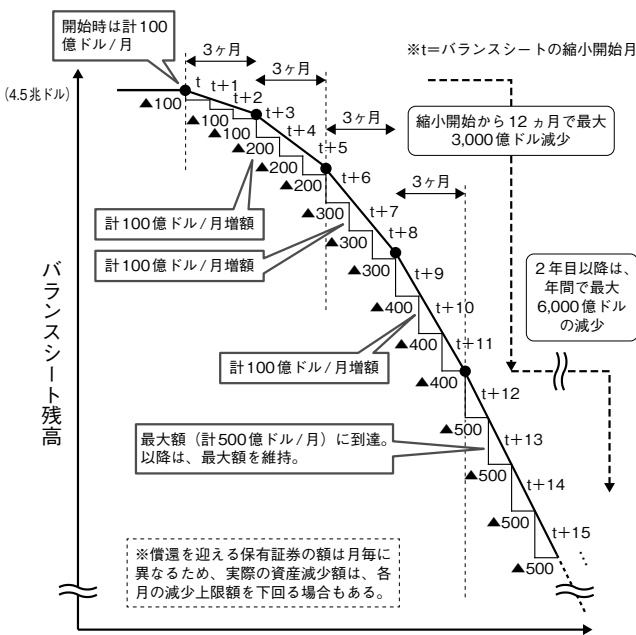 開始時は計100
億ドル/月
3ヶ月
※t=バランスシートの縮小開始月
(4.5兆ドル)
t
t+1
3ヶ月
▲100
t+2
▲100
t+3
3ヶ月
▲100
t+4
縮小開始から12ヵ月で最大
3,000億ドル減少
▲200
t+5
▲200
▲200
t+6
3ヶ月
計100億ドル/月増額
▲300
t+7
▲300
t+8
計100億ドル/月増額
▲300
t+9
2年目以降は、
年間で最大
6,000億ドル
の減少
▲400
t+10
▲400
t+11
計100億ドル/月増額
▲400
t+12
バランスシート残高
最大額（計500億ドル/月）に到達。
以降は、最大額を維持。
▲500
t+13
▲500
t+14
▲500
t+15
▲500
※償還を迎える保有証券の額は月毎に
異なるため、実際の資産減少額は、各
月の減少上限額を下回る場合もある。